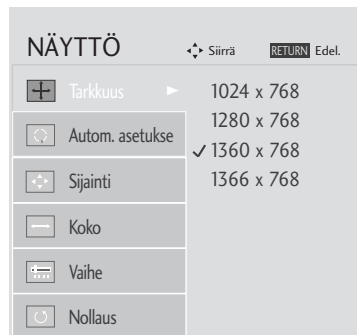 NÄYTTÖ Siirrä RETURN Edel.
Tarkkuus
Autom. asetukse
Sijainti
Koko
Vaihe
Nollaus
1024 x 768
1280 x 768
1360 x 768
1366 x 768